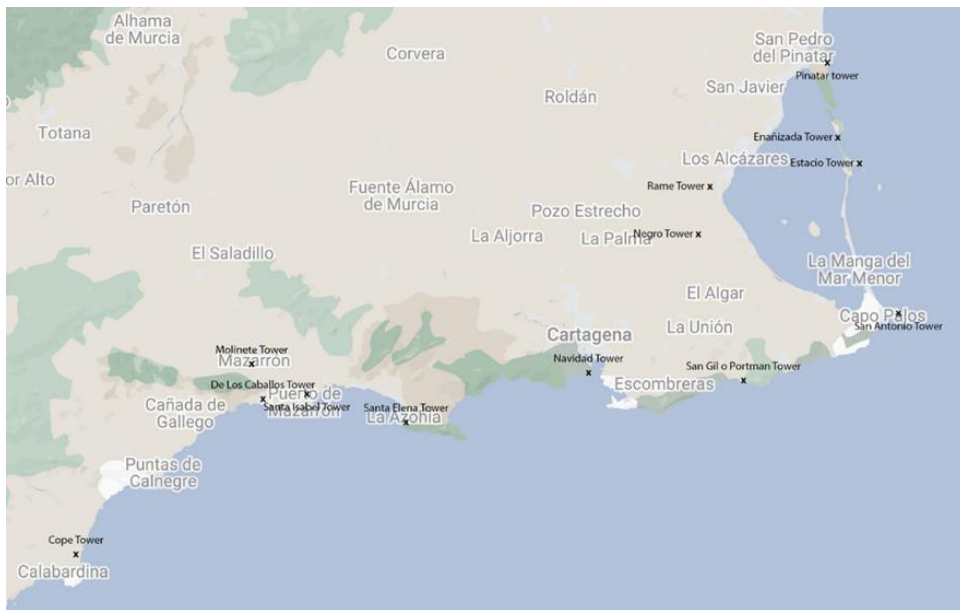 Alhama
de Murcia
Corvera
San Pedro
del Pinatar
x
Pinatar tower
San Javier
Roldán
Totana
Enañizada Tower x
Los Alcázares
Estacio Tower x
or Alto
Rame Tower x
Fuente Álamo
de Murcia
Paretón
Pozo Estrecho
La Aljorra
La Palma
Negro Tower x
El Saladillo
La Manga del
Mar Menor
El Algar
x
Capo Palos
San Antonio Tower
La Unión
Cartagena
Molinete Tower
x
Mazarrón
Navidad Tower
x
San Gil o Portman Tower
x
Escombreras
De Los Caballos Tower
x
x
Puerto de
Mazarrón
Santa Isabel Tower
Santa Elena Tower
La Azohía
x
Cañada de
Gallego
Puntas de
Calnegre
Cope Tower
x
Calabardina